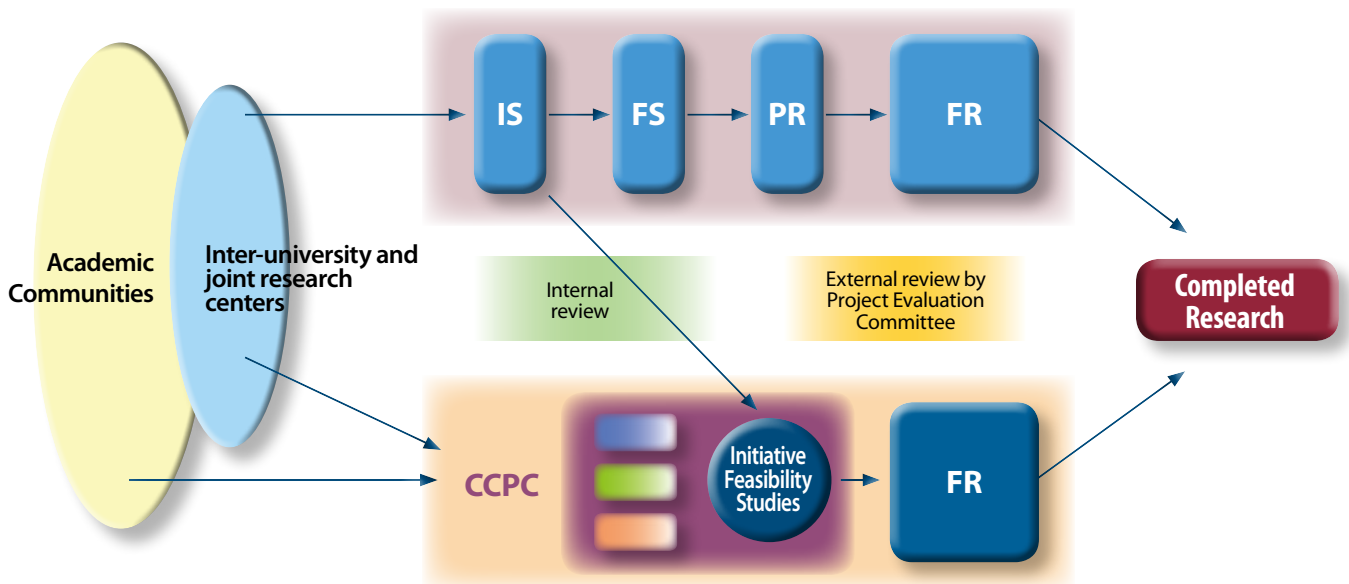 IS
FS
PR
FR
Academic
Communities
Inter-university and
joint research
centers
Internal
review
External review by
Project Evaluation
Committee
Completed
Research
CCPC
Initiative
Feasibility
Studies
FR